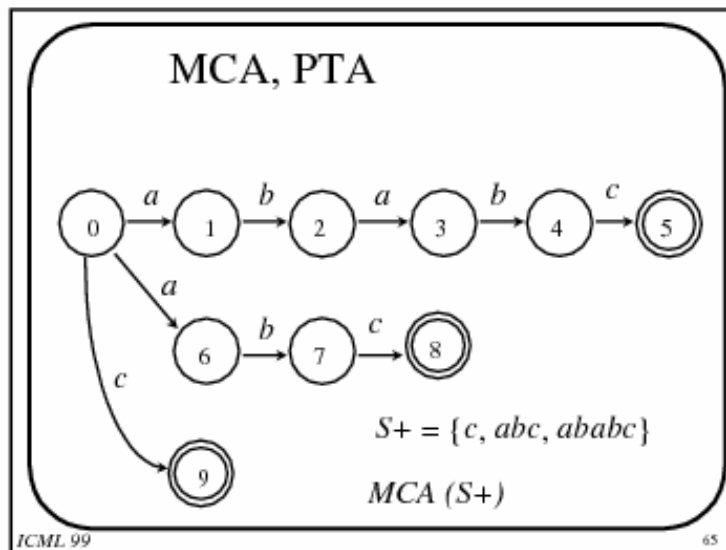 MCA, PTA
a b a b c
0 1 2 3 4 5
a
6 b 7 c 8
c
S+ = {c, abc, ababc}
9
MCA (S+)
ICML 99
65